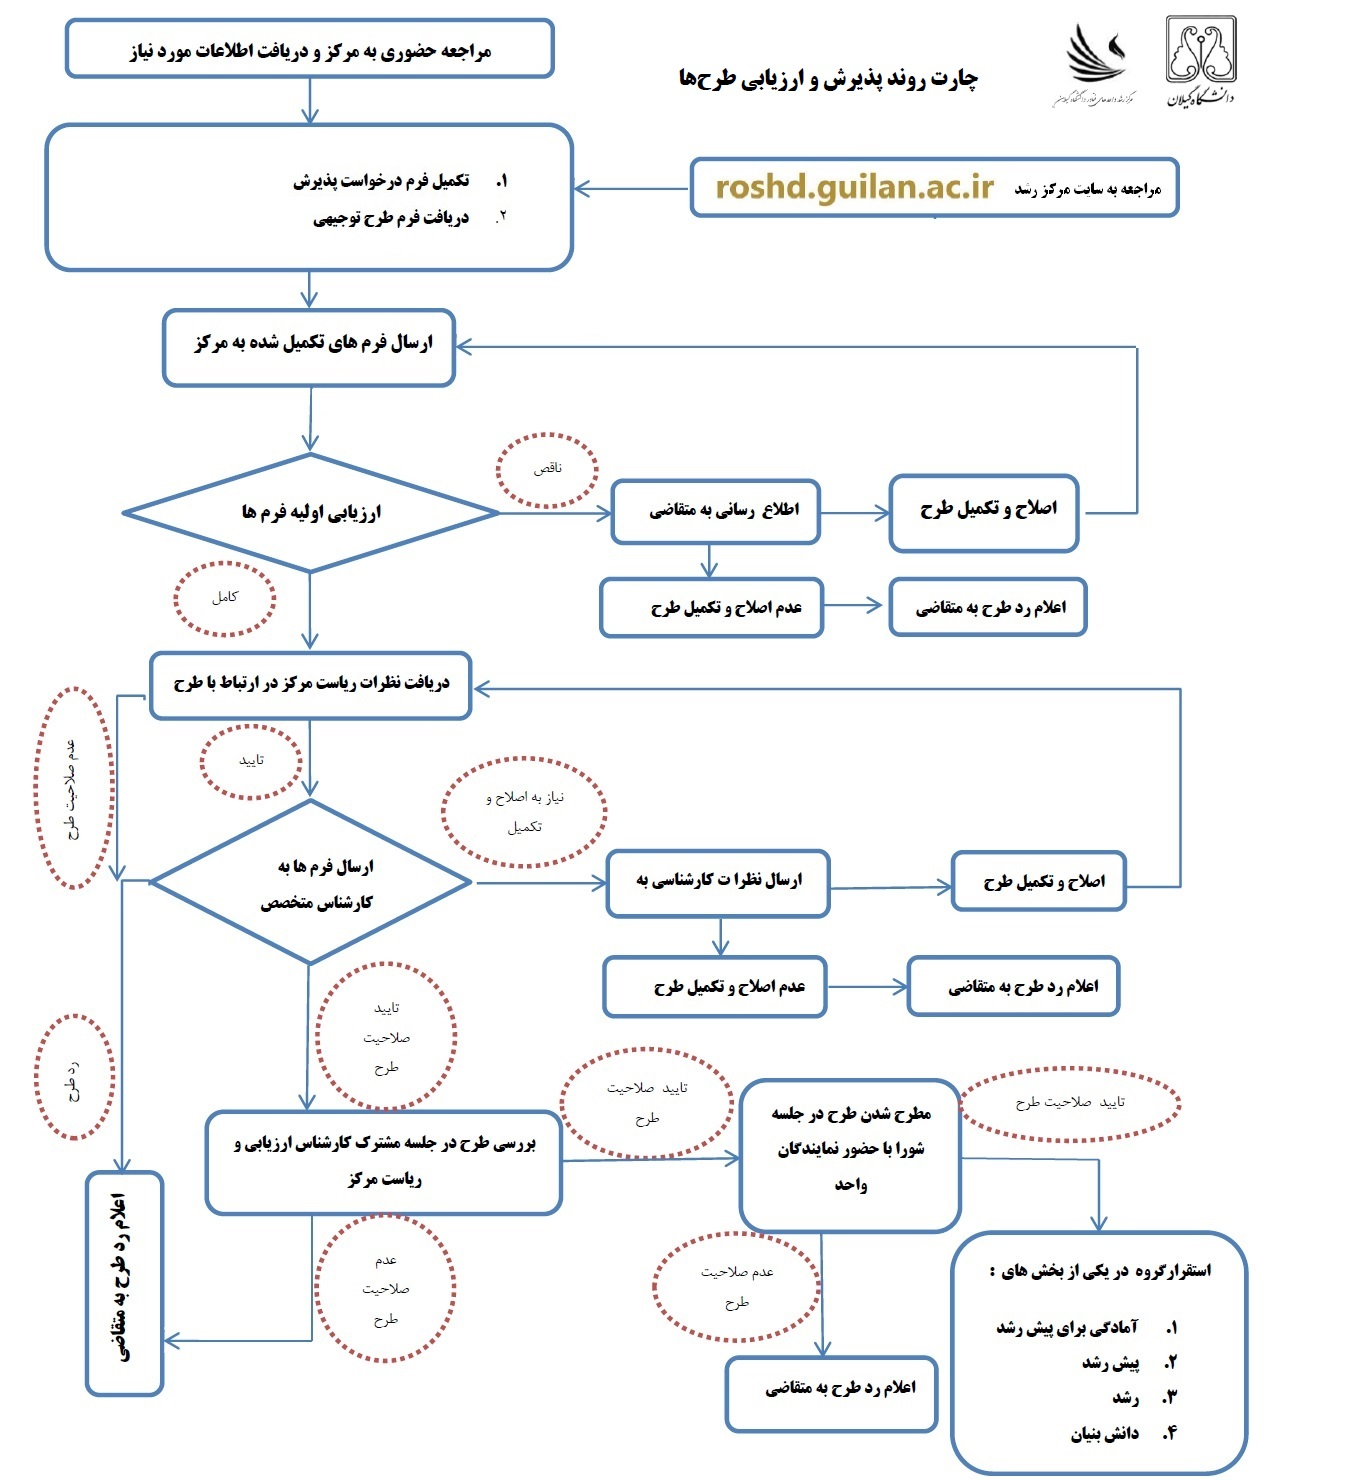 دانشگاه گیلان
مرکز رشد واحدهای فناور دانشگاه گیلان
چارت روند پذیرش و ارزیابی طرح‌ها
مراجعه حضوری به مرکز و دریافت اطلاعات مورد نیاز
مراجعه به سایت مرکز رشد roshd.guilan.ac.ir
۱. تکمیل فرم درخواست پذیرش
۲. دریافت فرم طرح توجیهی
ارسال فرم های تکمیل شده به مرکز
ارزیابی اولیه فرم ها
ناقص
اطلاع رسانی به متقاضی
اصلاح و تکمیل طرح
عدم اصلاح و تکمیل طرح
اعلام رد طرح به متقاضی
کامل
دریافت نظرات ریاست مرکز در ارتباط با طرح
عدم صلاحیت طرح
تایید
نیاز به اصلاح و
تکمیل
ارسال فرم ها به
کارشناس متخصص
ارسال نظرا ت کارشناسی به
اصلاح و تکمیل طرح
عدم اصلاح و تکمیل طرح
اعلام رد طرح به متقاضی
رد طرح
تایید
صلاحیت
طرح
بررسی طرح در جلسه مشترک کارشناس ارزیابی و
ریاست مرکز
تایید صلاحیت
طرح
مطرح شدن طرح در جلسه
شورا با حضور نمایندگان
واحد
تایید صلاحیت طرح
اعلام رد طرح به متقاضی
عدم
صلاحیت
طرح
عدم صلاحیت
طرح
اعلام رد طرح به متقاضی
استقرارگروه در یکی از بخش های :
۱. آمادگی برای پیش رشد
۲. پیش رشد
۳. رشد
۴. دانش بنیان